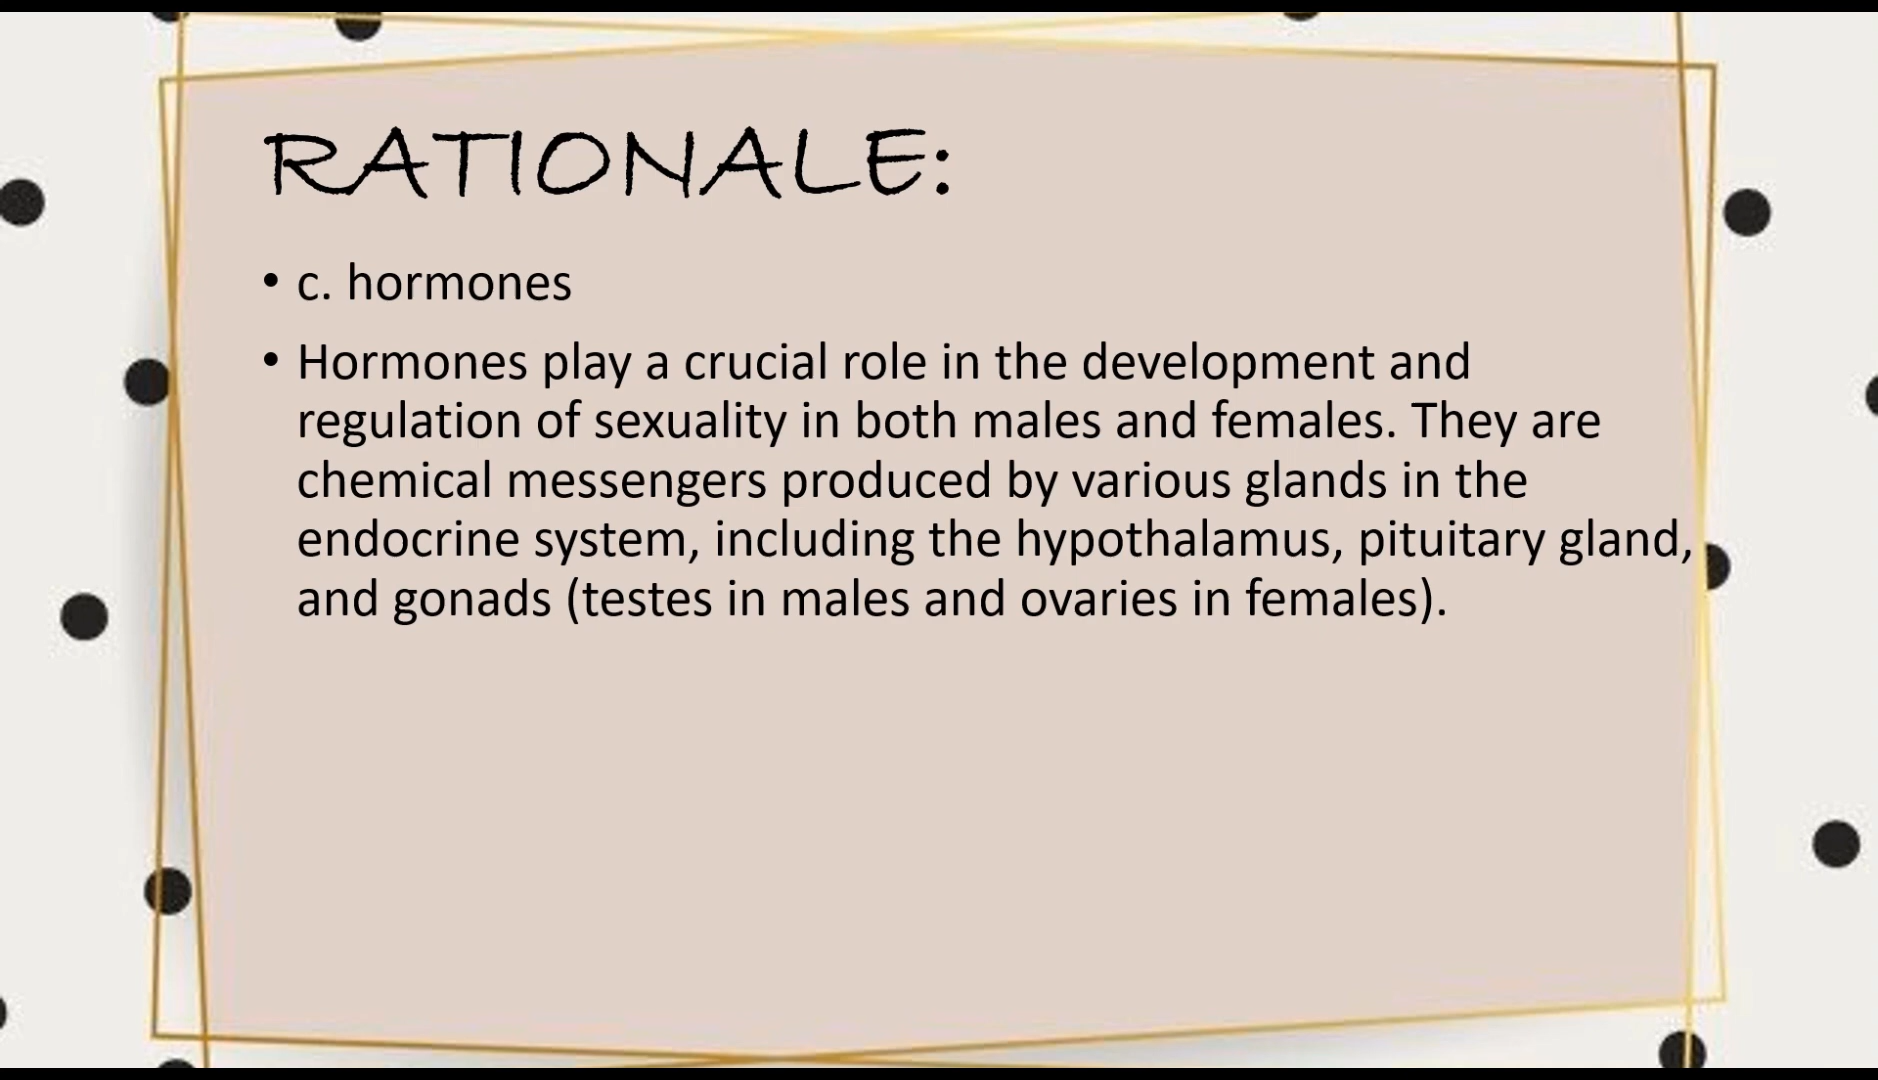 RATIONALE:
• c. hormones
• Hormones play a crucial role in the development and
regulation of sexuality in both males and females. They are
chemical messengers produced by various glands in the
endocrine system, including the hypothalamus, pituitary gland,
and gonads (testes in males and ovaries in females).